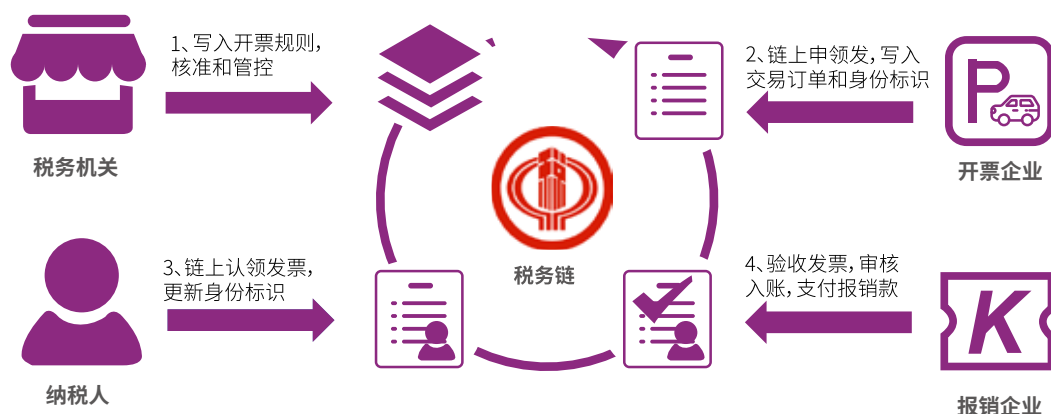 1、写入开票规则，
核准和管控
税务机关
2、链上申领发，写入
交易订单和身份标识
P
开票企业
税务链
3、链上认领发票，
更新身份标识
纳税人
4、验收发票，审核
入账，支付报销款
K
报销企业